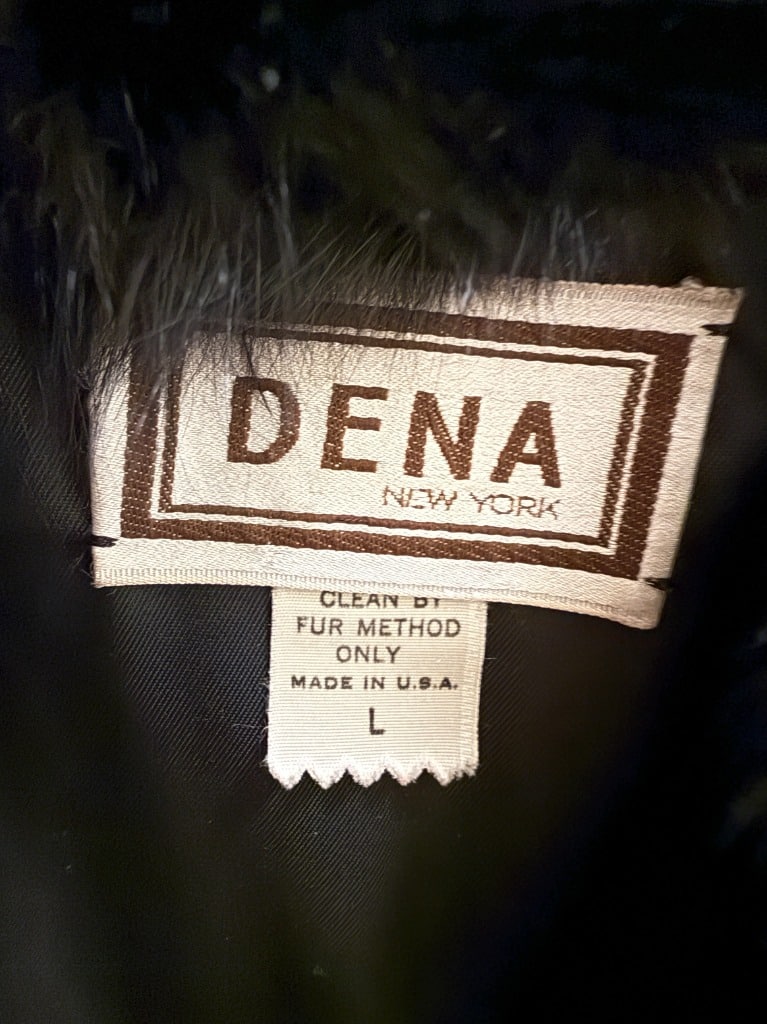 DENA
NEW YORK
CLEAN BY
FUR METHOD
ONLY
MADE IN U.S.A.
L